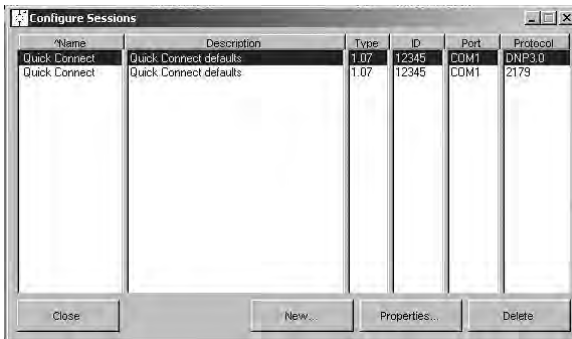 Configure Sessions
^Name Description Type ID Port Protocol
Quick Connect Quick Connect defaults 1.07 12345 COM1 DNP3.0
Quick Connect Quick Connect defaults 1.07 12345 COM1 2179
Close New... Properties... Delete